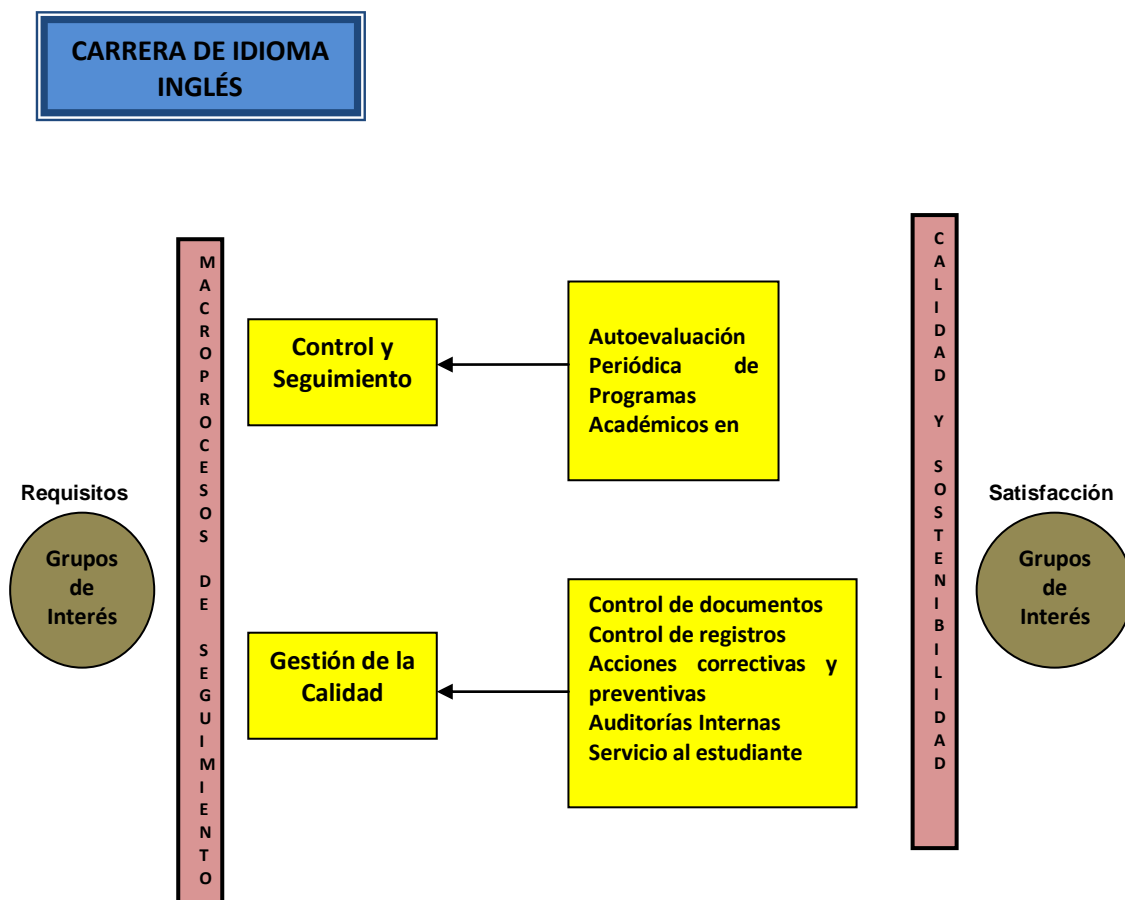 CARRERA DE IDIOMA
INGLÉS
MACROPROCESOS DE SEGUIMIENTO
CALIDAD Y SOSTENIBILIDAD
Control y
Seguimiento
Autoevaluación
Periódica de
Programas
Académicos en
Requisitos
Grupos
de
Interés
Satisfacción
Grupos
de
Interés
Gestión de la
Calidad
Control de documentos
Control de registros
Acciones correctivas y
preventivas
Auditorías Internas
Servicio al estudiante